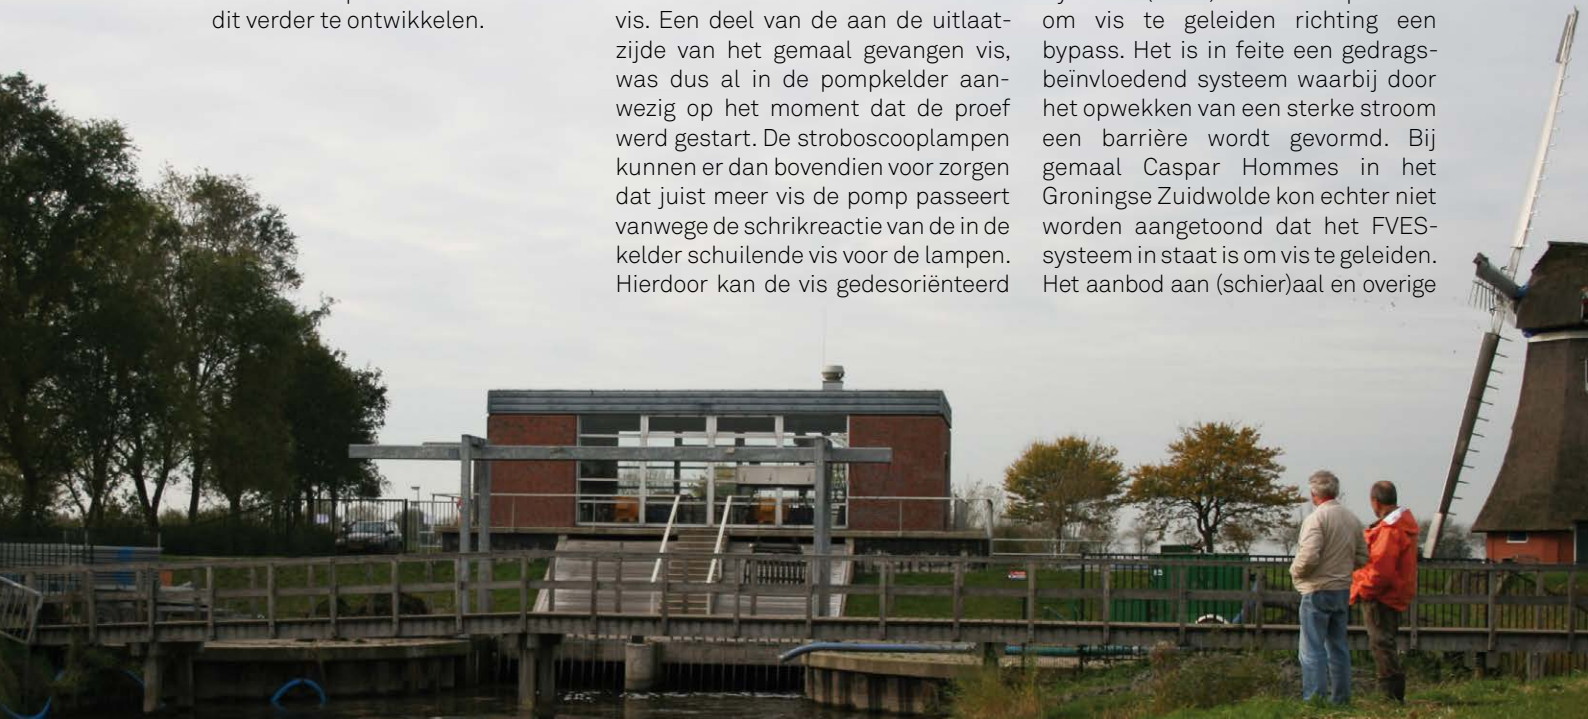 dit verder te ontwikkelen.
vis. Een deel van de aan de uitlaat-
zijde van het gemaal gevangen vis,
was dus al in de pompkelder aan-
wezig op het moment dat de proef
werd gestart. De stroboscooplampen
kunnen er dan bovendien voor zorgen
dat juist meer vis de pomp passeert
vanwege de schrikreactie van de in de
kelder schuilende vis voor de lampen.
Hierdoor kan de vis gedesoriënteerd
om vis te geleiden richting een
bypass. Het is in feite een gedrags-
beïnvloedend systeem waarbij door
het opwekken van een sterke stroom
een barrière wordt gevormd. Bij
gemaal Caspar Hommes in het
Groningse Zuidwolde kon echter niet
worden aangetoond dat het FVES-
systeem in staat is om vis te geleiden.
Het aanbod aan (schier)aal en overige